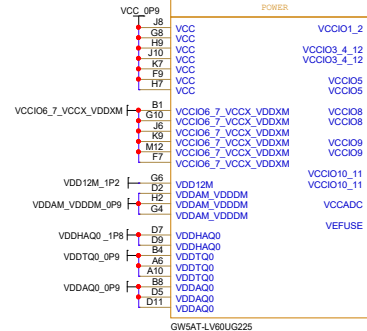 VCC_0P9
POWER
J8 VCC VCCIO1_2
G8 VCC
H9 VCC VCCIO3_4_12
J10 VCC VCCIO3_4_12
K7 VCC
F9 VCC VCCIO5
H7 VCC VCCIO5
VCCIO6_7_VCCX_VDDXM B1 VCCIO6_7_VCCX_VDDXM VCCIO8
G10 VCCIO6_7_VCCX_VDDXM VCCIO8
J6 VCCIO6_7_VCCX_VDDXM
K9 VCCIO6_7_VCCX_VDDXM VCCIO9
M12 VCCIO6_7_VCCX_VDDXM VCCIO9
F7 VCCIO6_7_VCCX_VDDXM
VCCIO10_11
VDD12M_1P2 G6 VDD12M VCCIO10_11
D2 VDDAM_VDDDM
VDDAM_VDDDM_0P9 H2 VDDAM_VDDDM VCCADC
G4 VDDAM_VDDDM
VEFUSE
VDDHAQ0_1P8 D7 VDDHAQ0
D9 VDDHAQ0
VDDTQ0_0P9 B4 VDDTQ0
A6 VDDTQ0
A10 VDDTQ0
VDDAQ0_0P9 B8 VDDAQ0
D5 VDDAQ0
D11 VDDAQ0
GW5AT-LV60UG225